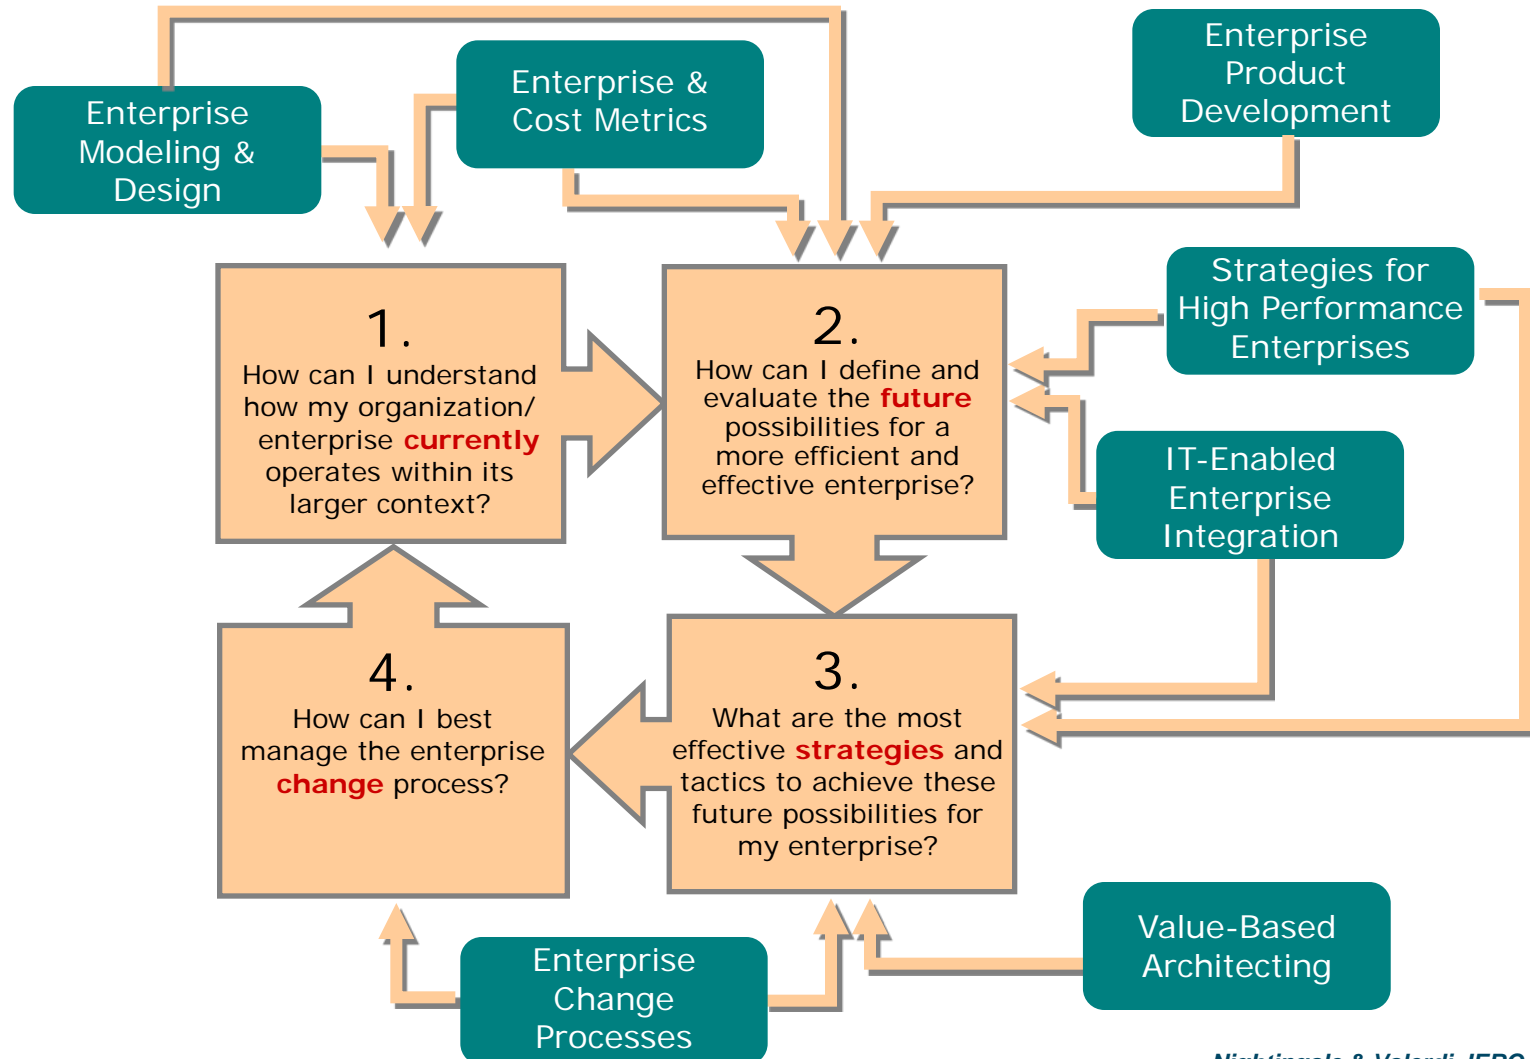 Enterprise
Modeling &
Design
Enterprise &
Cost Metrics
Enterprise
Product
Development
Strategies for
High Performance
Enterprises
IT-Enabled
Enterprise
Integration
1.
How can I understand
how my organization/
enterprise currently
operates within its
larger context?
2.
How can I define and
evaluate the future
possibilities for a
more efficient and
effective enterprise?
4.
How can I best
manage the enterprise
change process?
3.
What are the most
effective strategies and
tactics to achieve these
future possibilities for
my enterprise?
Enterprise
Change
Processes
Value-Based
Architecting